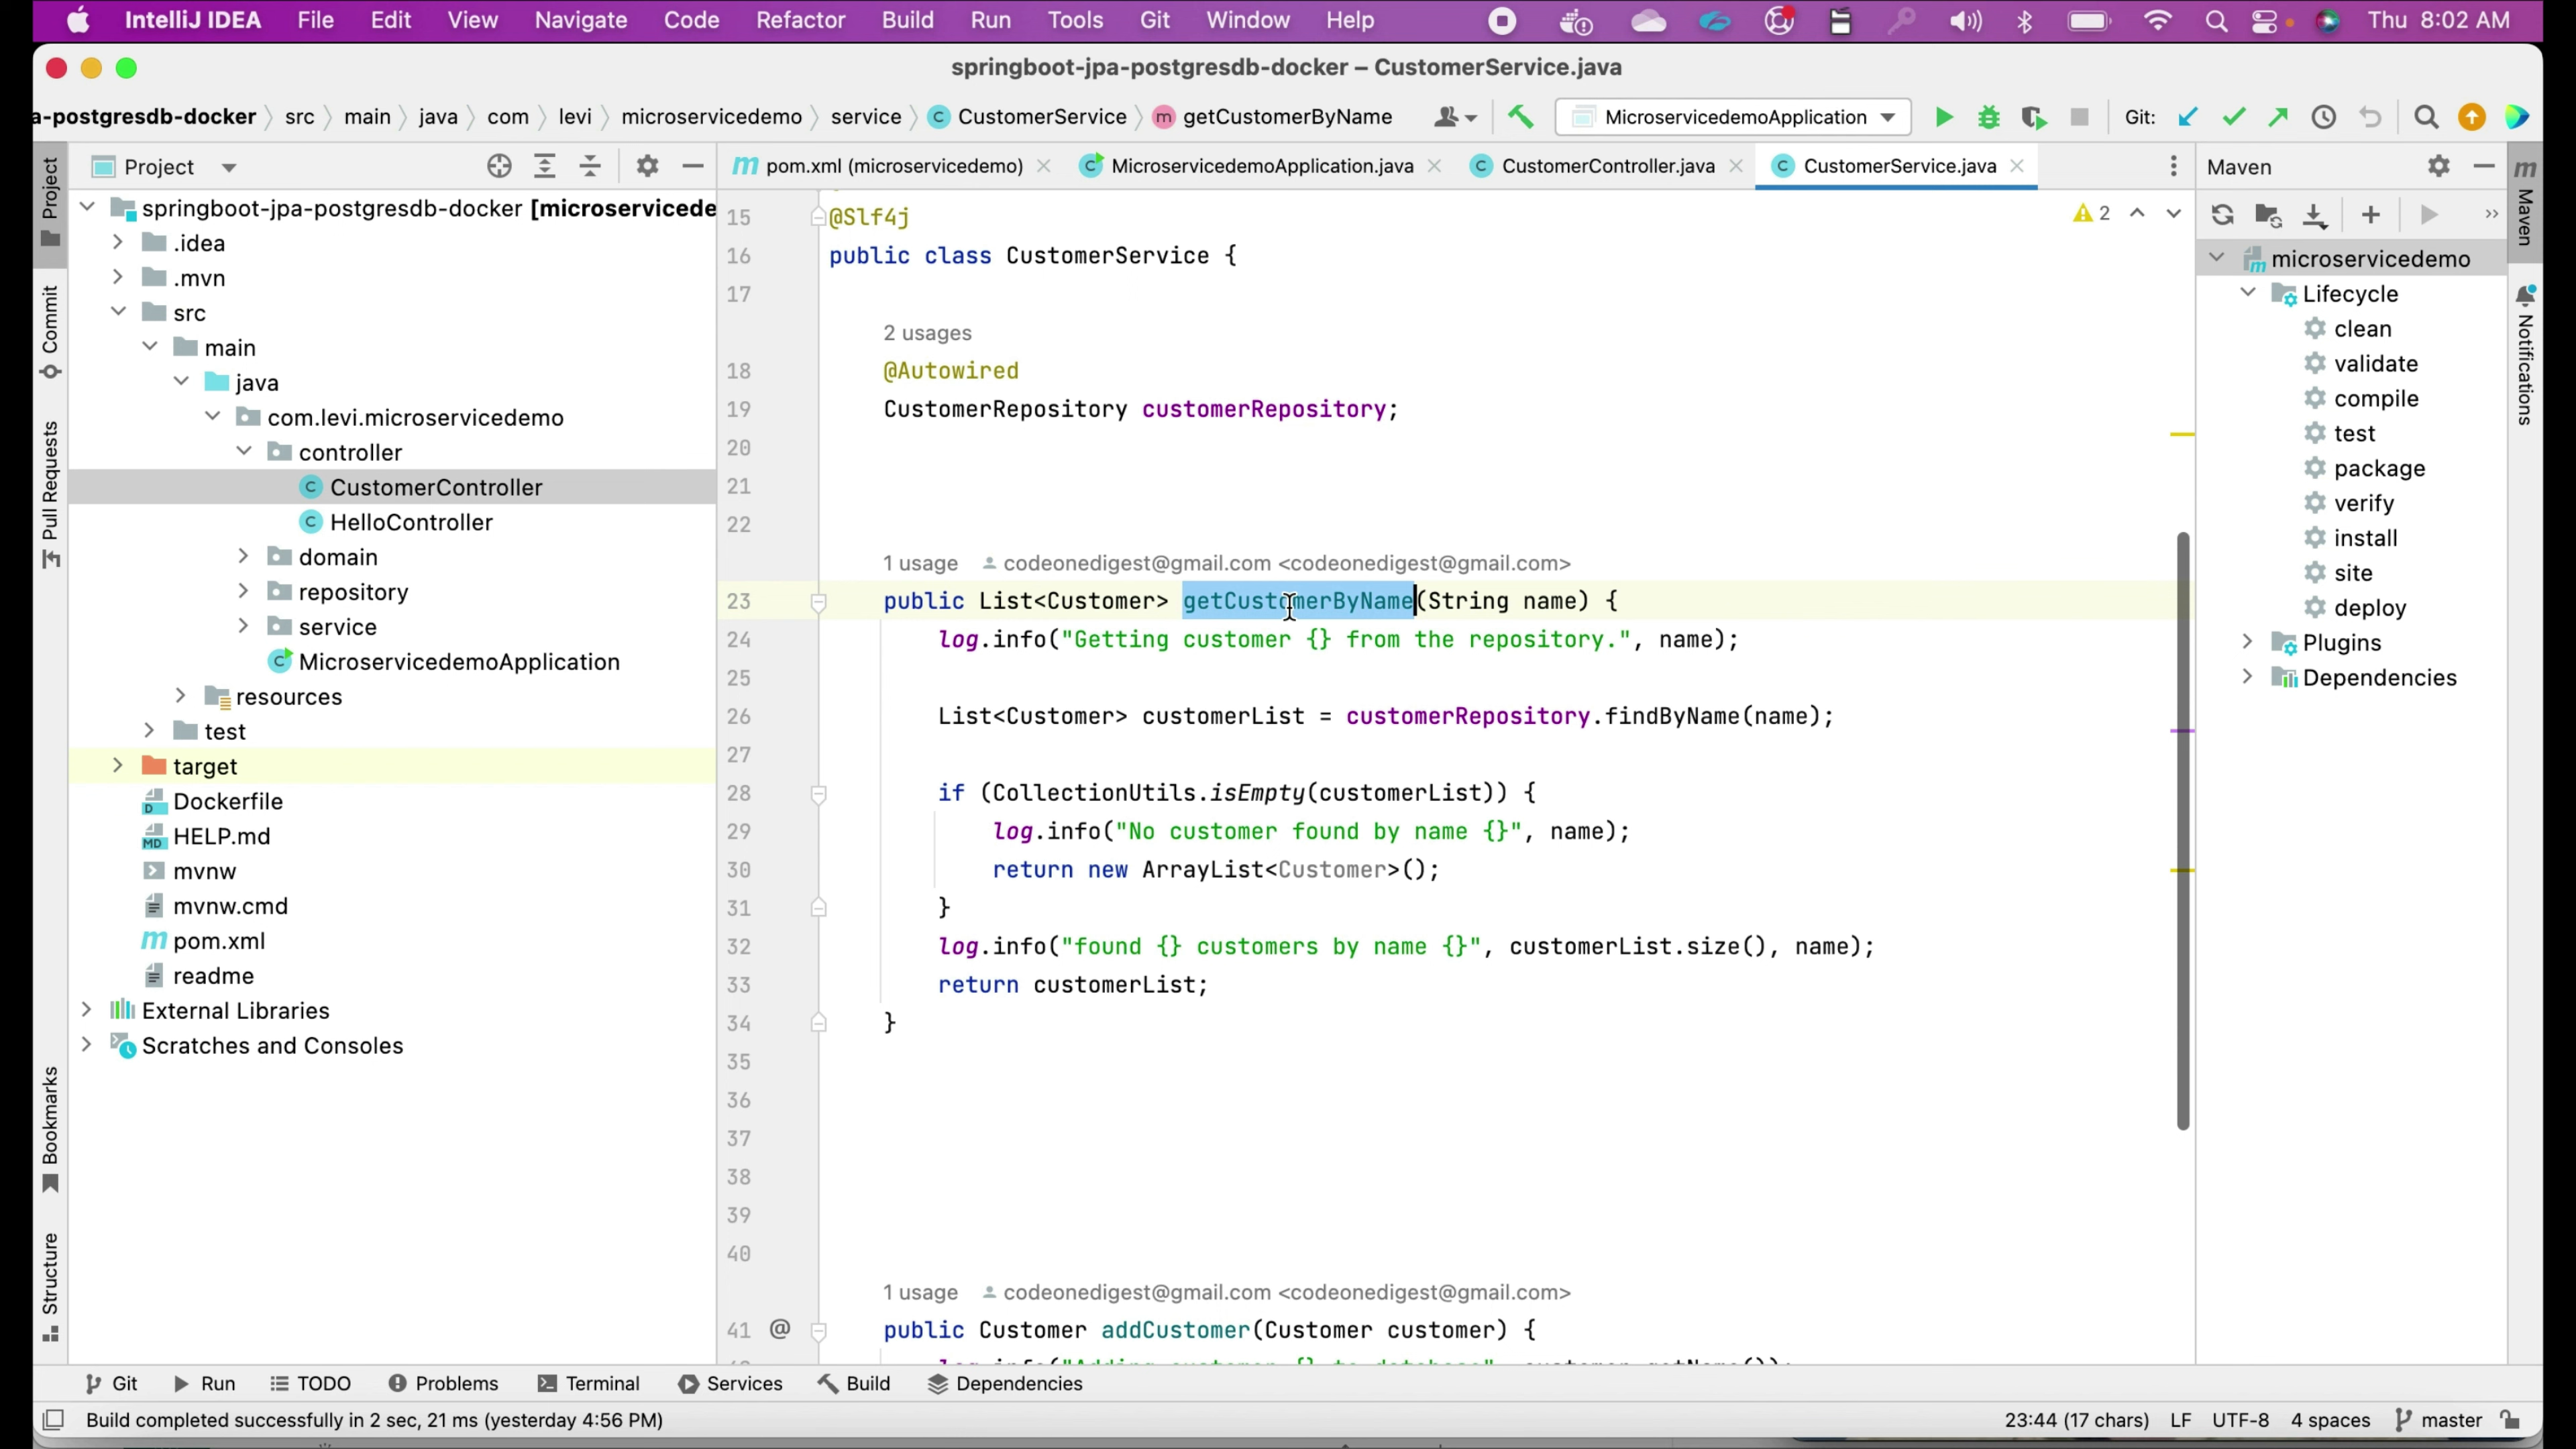 IntelliJ IDEA File Edit View Navigate Code Refactor Build Run Tools Git Window Help Thu 8:02 AM
springboot-jpa-postgresdb-docker – CustomerService.java
a-postgresdb-docker src main java com levi microservicedemo service CustomerService getCustomerByName MicroservicedemoApplication Git:
Project
pom.xml (microservicedemo) MicroservicedemoApplication.java CustomerController.java CustomerService.java
Maven
Project
Commit
Pull Requests
Bookmarks
Structure
springboot-jpa-postgresdb-docker [microservicede
.idea
.mvn
src
main
java
com.levi.microservicedemo
controller
CustomerController
HelloController
domain
repository
service
MicroservicedemoApplication
resources
test
target
Dockerfile
HELP.md
mvnw
mvnw.cmd
pom.xml
readme
External Libraries
Scratches and Consoles
2
15 @Slf4j
16 public class CustomerService {
17
2 usages
18 @Autowired
19 CustomerRepository customerRepository;
20
21
22
1 usage codeonedigest@gmail.com <codeonedigest@gmail.com>
23 public List<Customer> getCustomerByName(String name) {
24 log.info("Getting customer {} from the repository.", name);
25
26 List<Customer> customerList = customerRepository.findByName(name);
27
28 if (CollectionUtils.isEmpty(customerList)) {
29 log.info("No customer found by name {}", name);
30 return new ArrayList<Customer>();
31 }
32 log.info("found {} customers by name {}", customerList.size(), name);
33 return customerList;
34 }
35
36
37
38
39
40
1 usage codeonedigest@gmail.com <codeonedigest@gmail.com>
41 @ public Customer addCustomer(Customer customer) {
microservicedemo
Lifecycle
clean
validate
compile
test
package
verify
install
site
deploy
Plugins
Dependencies
Maven
Notifications
Git Run TODO Problems Terminal Services Build Dependencies
Build completed successfully in 2 sec, 21 ms (yesterday 4:56 PM) 23:44 (17 chars) LF UTF-8 4 spaces master